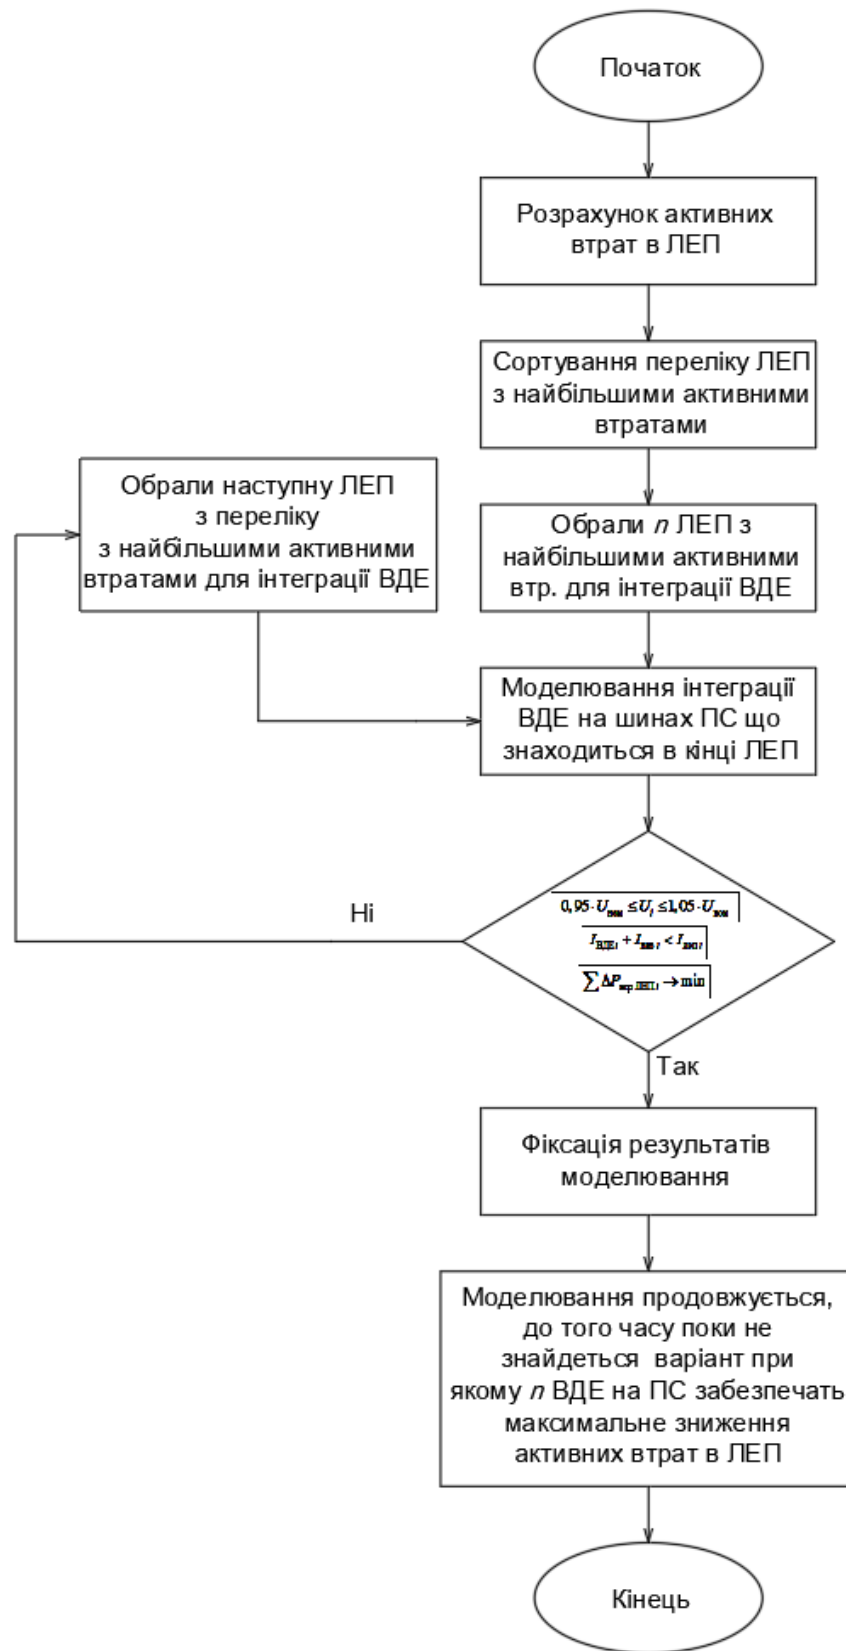 Початок
Розрахунок активних
втрат в ЛЕП
Сортування переліку ЛЕП
з найбільшими активними
втратами
Обрали наступну ЛЕП
з переліку
з найбільшими активними
втратами для інтеграції ВДЕ
Обрали n ЛЕП з
найбільшими активними
втр. для інтеграції ВДЕ
Моделювання інтеграції
ВДЕ на шинах ПС що
знаходиться в кінці ЛЕП
Ні
0,95·Uном ≤ Ui ≤ 1,05·Uном
IВДЕi + I < I
∑ΔP → min
Так
Фіксація результатів
моделювання
Моделювання продовжується,
до того часу поки не
знайдеться варіант при
якому n ВДЕ на ПС забезпечать
максимальне зниження
активних втрат в ЛЕП
Кінець